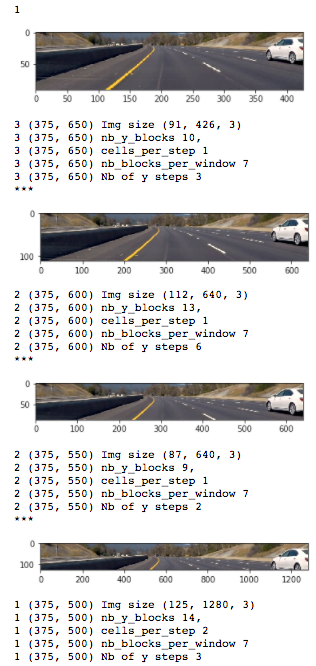 1
0
50
0 50 100 150 200 250 300 350 400
3 (375, 650) Img size (91, 426, 3)
3 (375, 650) nb_y_blocks 10,
3 (375, 650) cells_per_step 1
3 (375, 650) nb_blocks_per_window 7
3 (375, 650) Nb of y steps 3
***
0
100
0 100 200 300 400 500 600
2 (375, 600) Img size (112, 640, 3)
2 (375, 600) nb_y_blocks 13,
2 (375, 600) cells_per_step 1
2 (375, 600) nb_blocks_per_window 7
2 (375, 600) Nb of y steps 6
***
0
50
0 100 200 300 400 500 600
2 (375, 550) Img size (87, 640, 3)
2 (375, 550) nb_y_blocks 9,
2 (375, 550) cells_per_step 1
2 (375, 550) nb_blocks_per_window 7
2 (375, 550) Nb of y steps 2
***
0
100
0 200 400 600 800 1000 1200
1 (375, 500) Img size (125, 1280, 3)
1 (375, 500) nb_y_blocks 14,
1 (375, 500) cells_per_step 2
1 (375, 500) nb_blocks_per_window 7
1 (375, 500) Nb of y steps 3